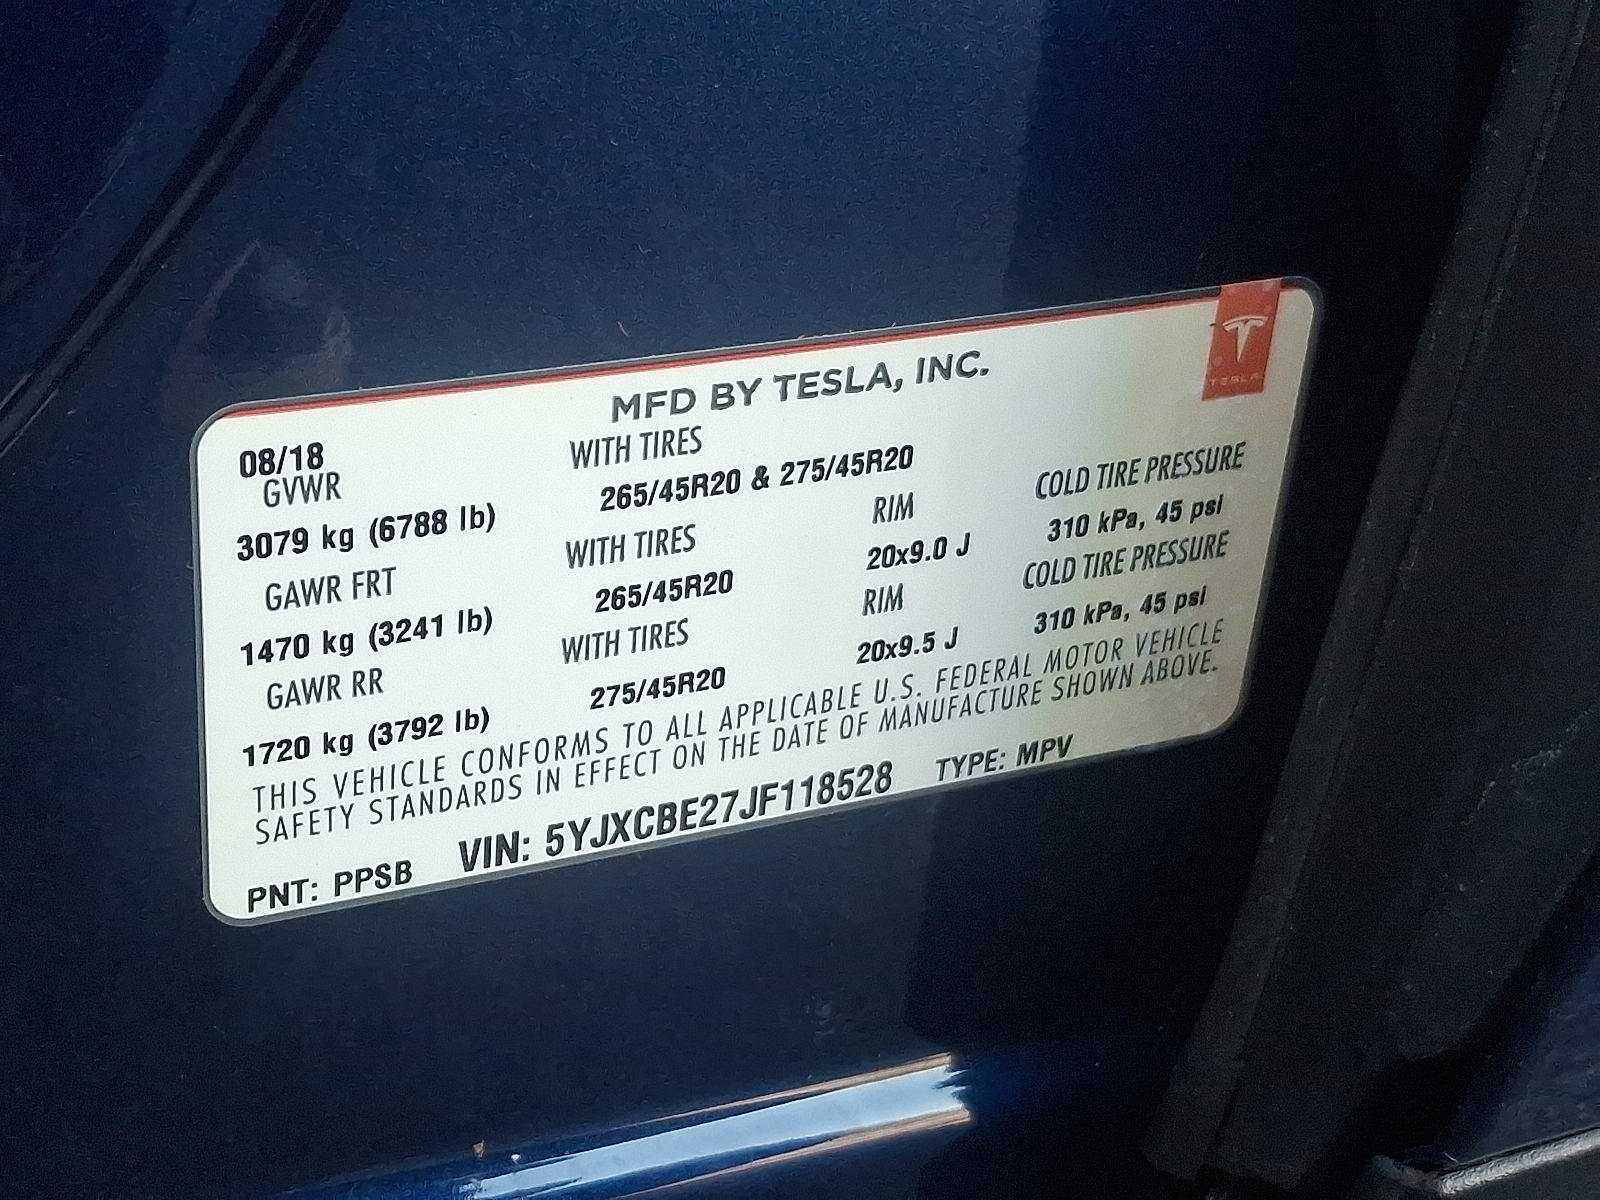 MFD BY TESLA, INC.
TESLA
08/18
GVWR WITH TIRES
3079 kg (6788 lb) 265/45R20 & 275/45R20
GAWR FRT WITH TIRES RIM COLD TIRE PRESSURE
1470 kg (3241 lb) 265/45R20 20x9.0 J 310 kPa, 45 psi
GAWR RR WITH TIRES RIM COLD TIRE PRESSURE
1720 kg (3792 lb) 275/45R20 20x9.5 J 310 kPa, 45 psi
THIS VEHICLE CONFORMS TO ALL APPLICABLE U.S. FEDERAL MOTOR VEHICLE
SAFETY STANDARDS IN EFFECT ON THE DATE OF MANUFACTURE SHOWN ABOVE.
PNT: PPSB VIN: 5YJXCBE27JF118528 TYPE: MPV